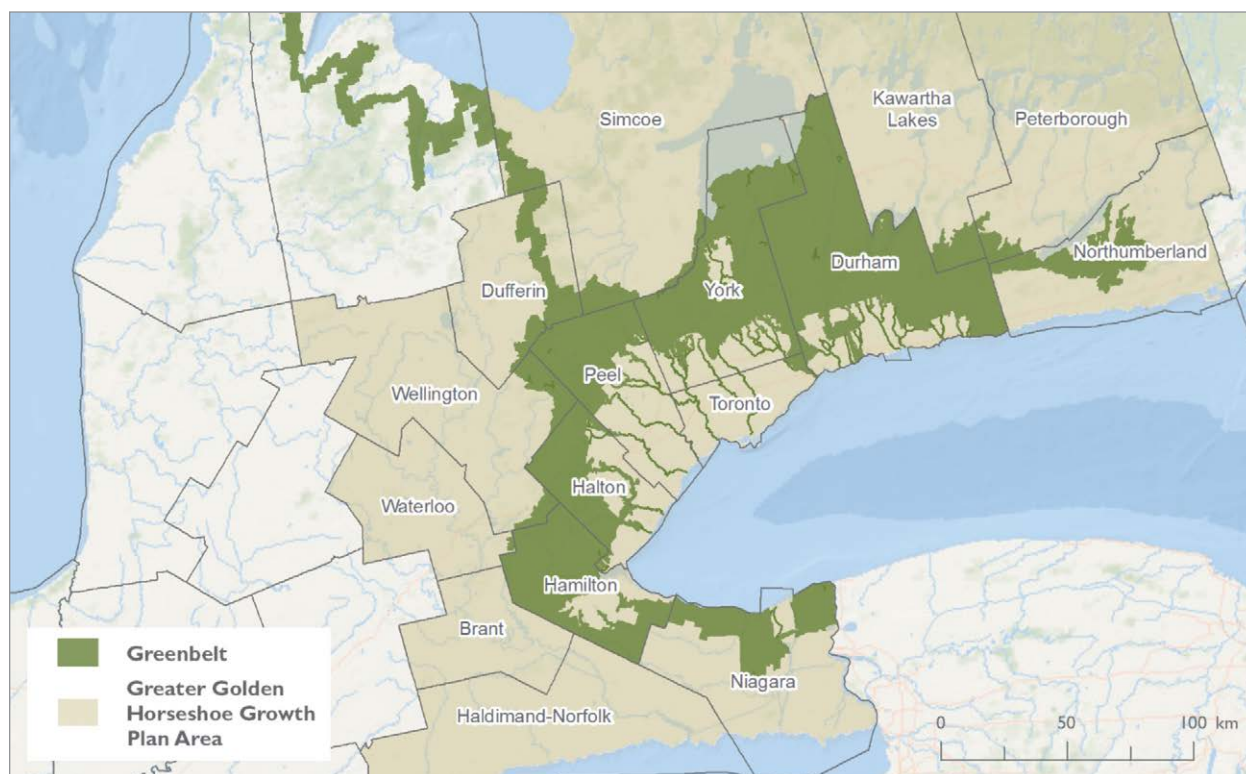 Simcoe
Kawartha
Lakes
Peterborough
Northumberland
Durham
York
Dufferin
Peel
Toronto
Wellington
Halton
Waterloo
Hamilton
Brant
Niagara
Haldimand-Norfolk
Greenbelt
Greater Golden
Horseshoe Growth
Plan Area
0 50 100 km